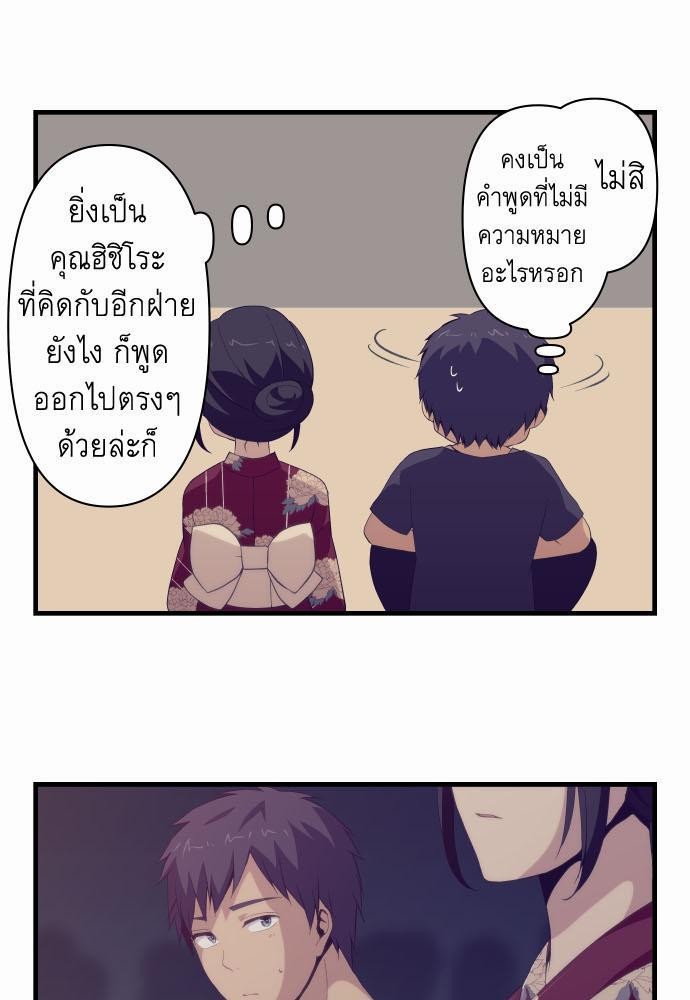 ไม่สิ
คงเป็น
คำพูดที่ไม่มี
ความหมาย
อะไรหรอก
ยิ่งเป็น
คุณฮิชิโระ
ที่คิดกับอีกฝ่าย
ยังไง ก็พูด
ออกไปตรงๆ
ด้วยล่ะก็